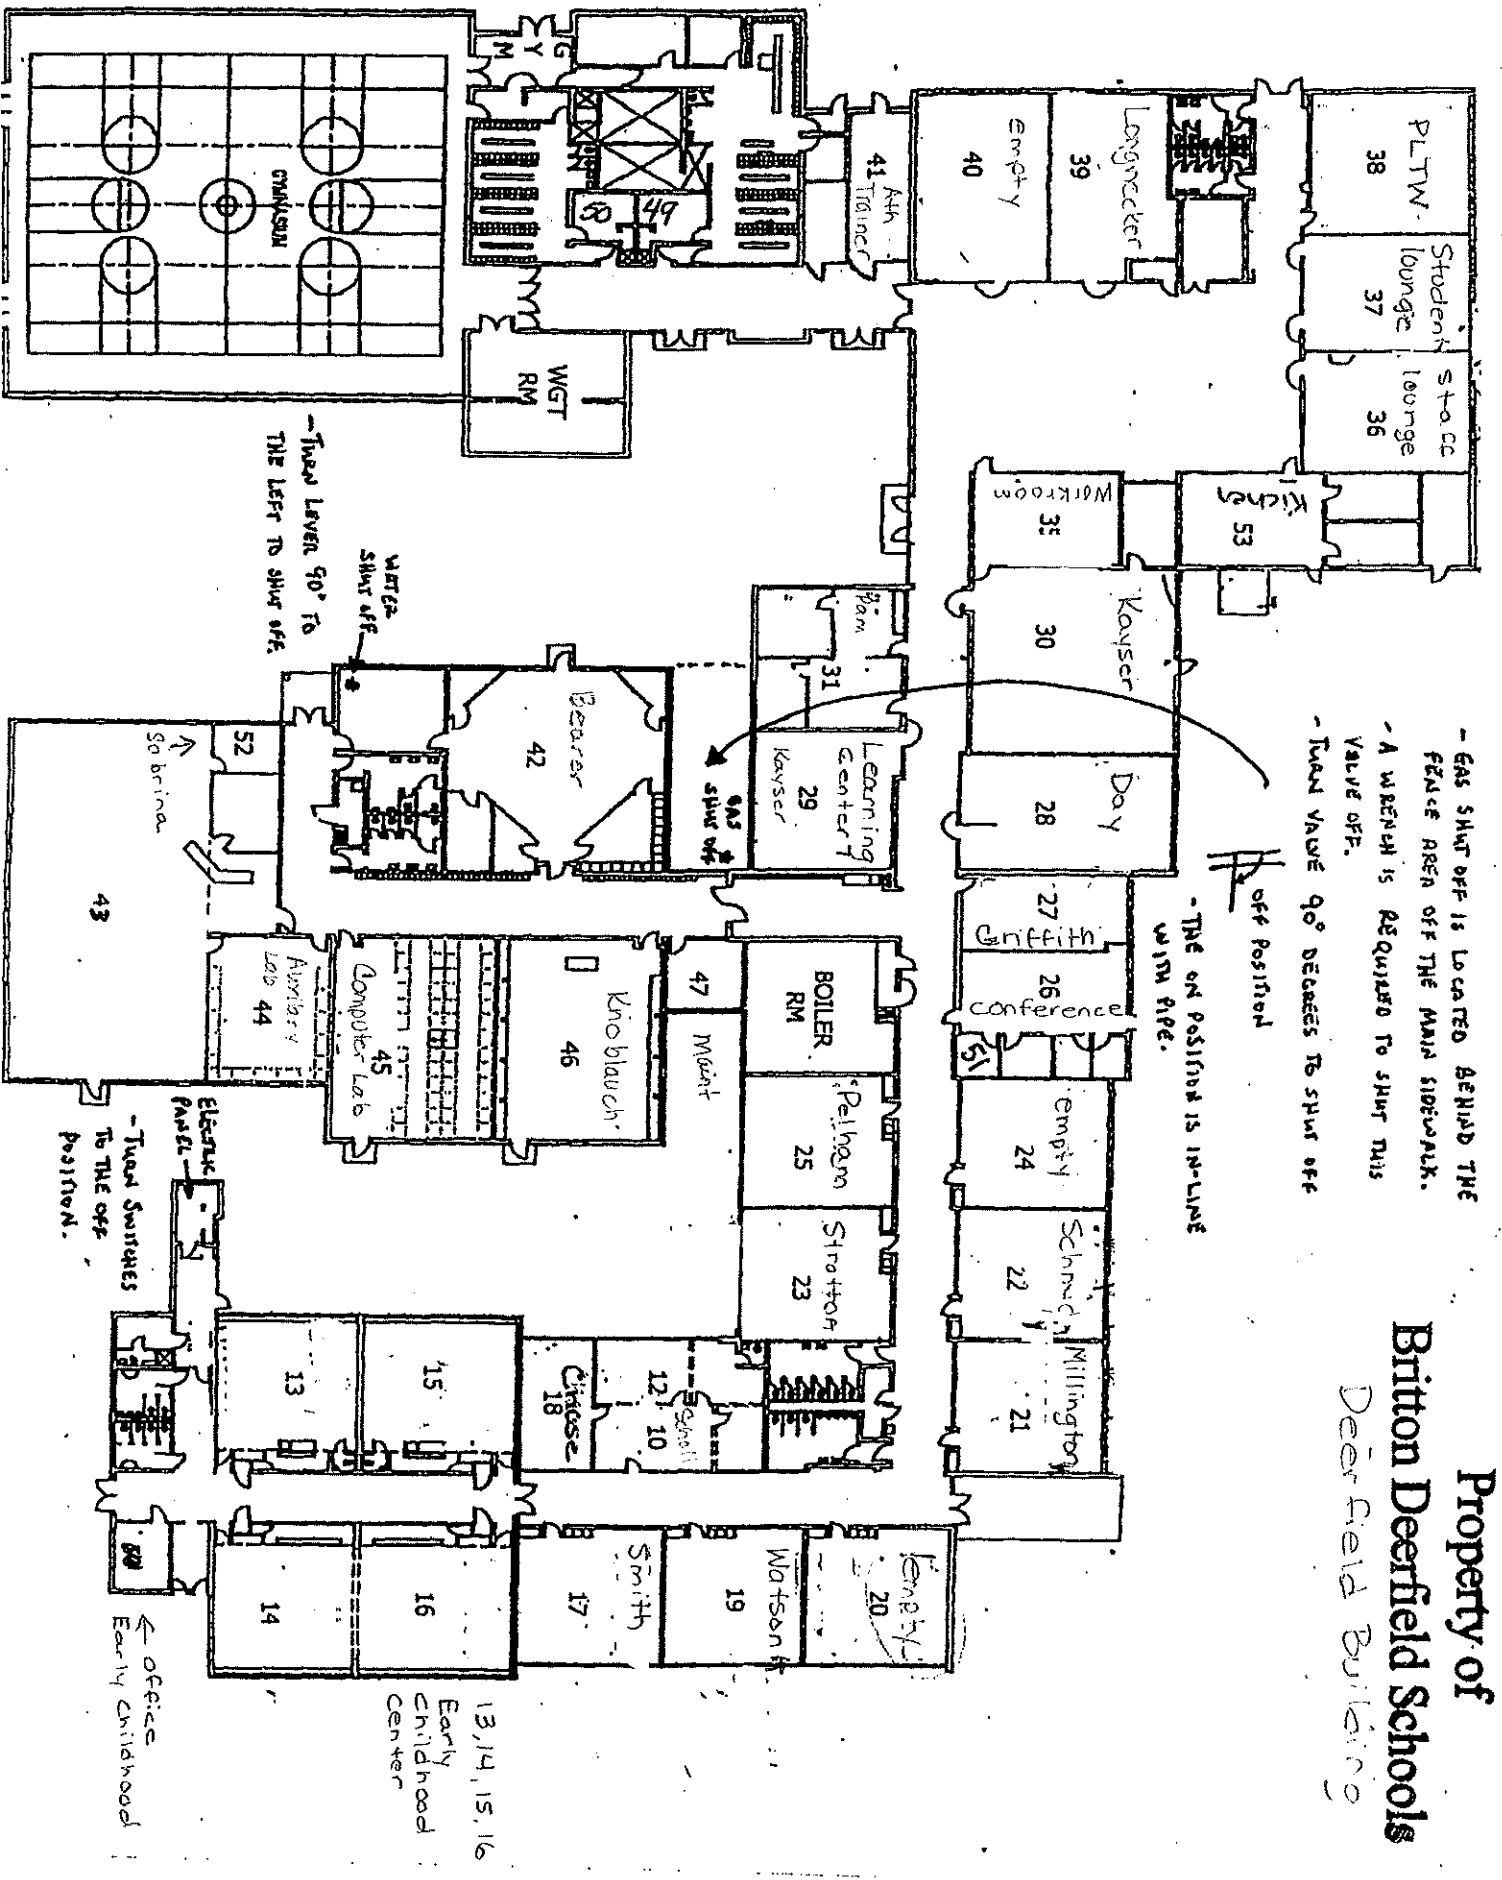 Property of
Britton Deerfield Schools
Deerfield Building
- GAS SHUT OFF IS LOCATED BEHIND THE
FENCE AREA OFF THE MAIN SIDEWALK.
- A WRENCH IS REQUIRED TO SHUT THIS
VALVE OFF.
- TURN VALVE 90° DEGREES TO SHUT OFF
OFF POSITION
- THE ON POSITION IS IN-LINE
WITH PIPE.
PLTW
38
Student
lounge
37
Staff
lounge
36
53
Longnecker
39
Empty
40
Ath
Trainer
41
Workroom
35
Kayser
30
Day
28
27
Griffith
26
Conference
51
empty
24
Schmidt
22
Millington
21
Pam
31
Learning
Center
29
Kayser
GAS
SHUT OFF
BOILER
RM
Pelham
25
Stratton
23
47
maint
GYM
50
49
GYMNASIUM
WGT
RM
- TURN LEVER 90° TO
THE LEFT TO SHUT OFF.
WATER
SHUT OFF
Bearer
42
Knoblauch
46
Computer Lab
45
Auxiliary
Lab 44
52
Sabrina
43
ELECTRIC
PANEL
- TURN SWITCHES
TO THE OFF
POSITION.
13
15
18
12
10
14
16
Smith
17
Watson
19
Empty
20
13, 14, 15, 16
Early
childhood
center
← office
Early childhood